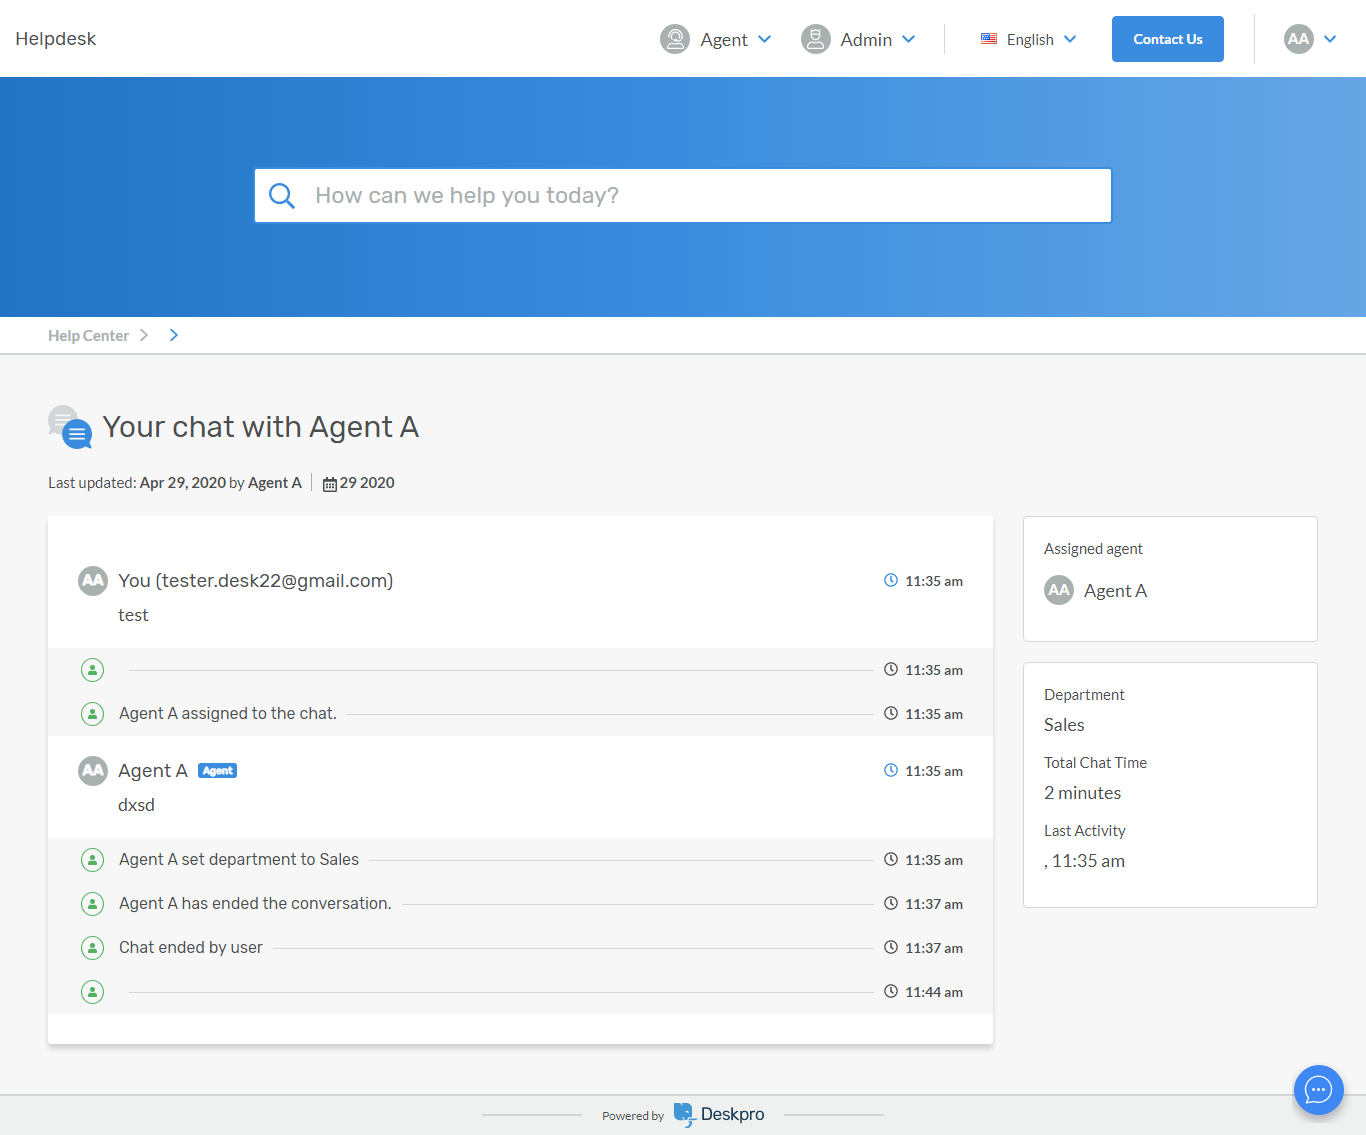 Helpdesk
Agent
Admin
English
Contact Us
AA
How can we help you today?
Help Center
Your chat with Agent A
Last updated: Apr 29, 2020 by Agent A
29 2020
AA You (tester.desk22@gmail.com) 11:35 am
test
11:35 am
Agent A assigned to the chat. 11:35 am
AA Agent A Agent 11:35 am
dxsd
Agent A set department to Sales 11:35 am
Agent A has ended the conversation. 11:37 am
Chat ended by user 11:37 am
11:44 am
Assigned agent
AA Agent A
Department
Sales
Total Chat Time
2 minutes
Last Activity
, 11:35 am
Powered by Deskpro